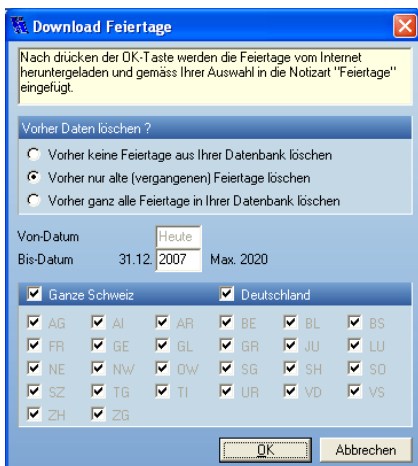 Download Feiertage
Nach drücken der OK-Taste werden die Feiertage vom Internet
heruntergeladen und gemäss Ihrer Auswahl in die Notizart "Feiertage"
eingefügt.
Vorher Daten löschen ?
Vorher keine Feiertage aus Ihrer Datenbank löschen
Vorher nur alte (vergangenen) Feiertage löschen
Vorher ganz alle Feiertage in Ihrer Datenbank löschen
Von-Datum Heute
Bis-Datum 31.12. 2007 Max. 2020
Ganze Schweiz Deutschland
AG AI AR BE BL BS
FR GE GL GR JU LU
NE NW OW SG SH SO
SZ TG TI UR VD VS
ZH ZG
OK Abbrechen